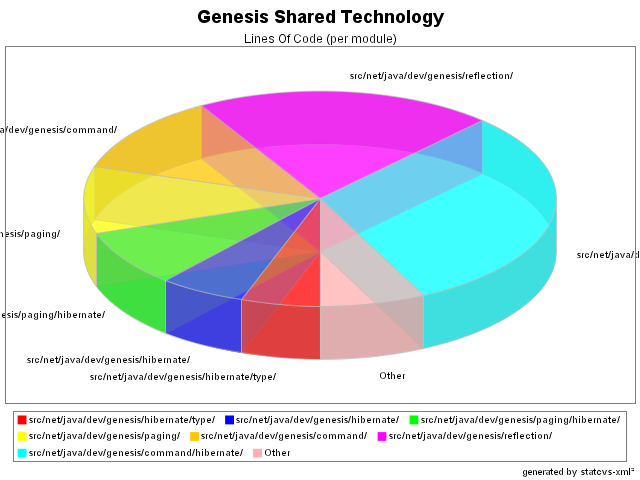 Genesis Shared Technology
Lines Of Code (per module)
src/net/java/dev/genesis/reflection/
a/dev/genesis/command/
nesis/paging/
src/net/java/d
esis/paging/hibernate/
src/net/java/dev/genesis/hibernate/
src/net/java/dev/genesis/hibernate/type/
Other
src/net/java/dev/genesis/hibernate/type/ src/net/java/dev/genesis/hibernate/ src/net/java/dev/genesis/paging/hibernate/
src/net/java/dev/genesis/paging/ src/net/java/dev/genesis/command/ src/net/java/dev/genesis/reflection/
src/net/java/dev/genesis/command/hibernate/ Other
generated by statcvs-xml²